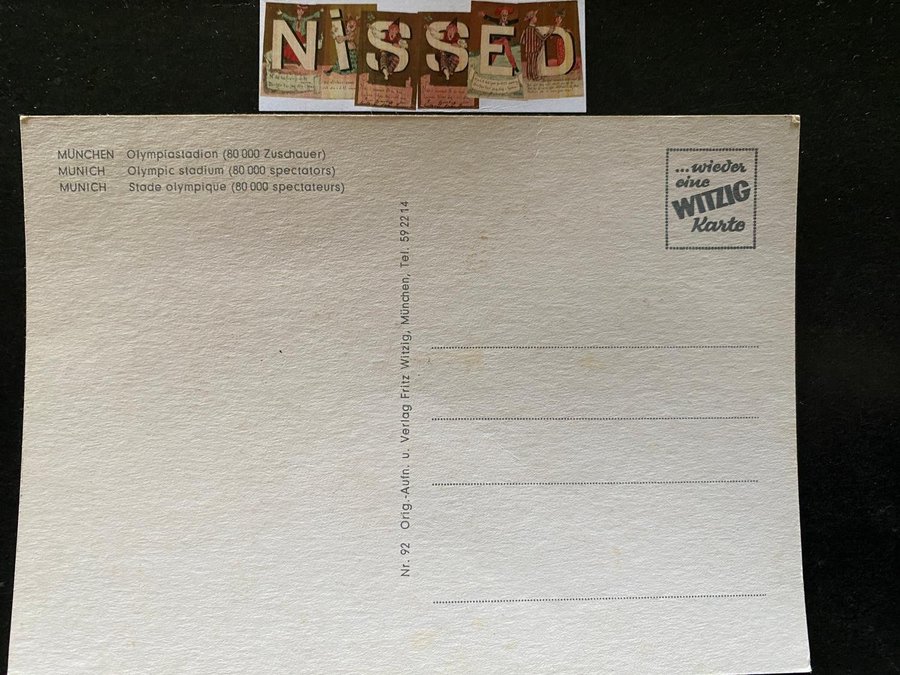 NiSSED
MÜNCHEN Olympiastadion (80 000 Zuschauer)
MUNICH Olympic stadium (80 000 spectators)
MUNICH Stade olympique (80 000 spectateurs)
...wieder
eine
WITZIG
Karte
Nr. 92 Orig.-Aufn. u. Verlag Fritz Witzig, München, Tel. 59 22 14